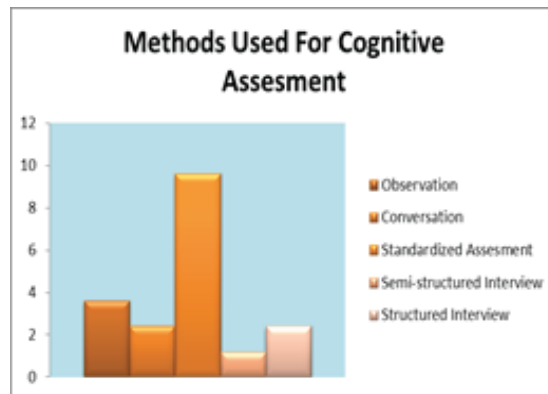 Methods Used For Cognitive
Assesment
12
10
8
6
4
2
0
Observation
Conversation
Standardized Assesment
Semi-structured Interview
Structured Interview